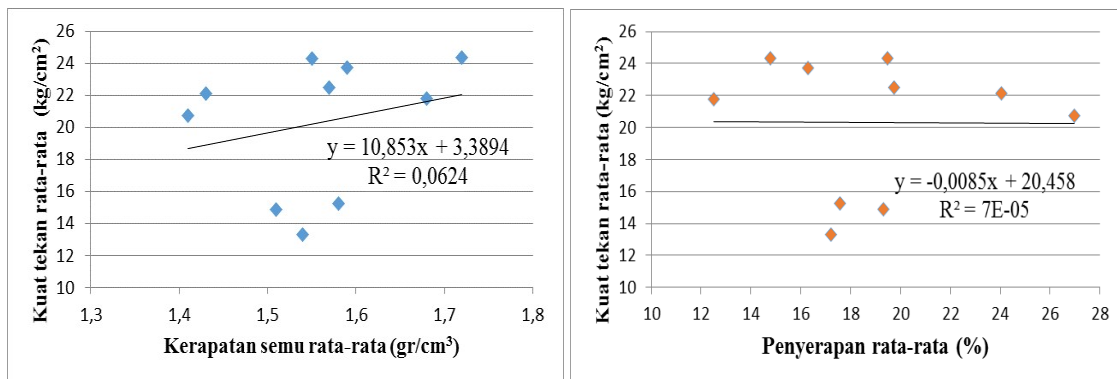 Kuat tekan rata-rata (kg/cm²)
26
24
22
20
18
16
14
12
10
y = 10,853x + 3,3894
R² = 0,0624
1,3 1,4 1,5 1,6 1,7 1,8
Kerapatan semu rata-rata (gr/cm³)
Kuat tekan rata-rata (kg/cm²)
26
24
22
20
18
16
14
12
10
y = -0,0085x + 20,458
R² = 7E-05
10 12 14 16 18 20 22 24 26 28
Penyerapan rata-rata (%)